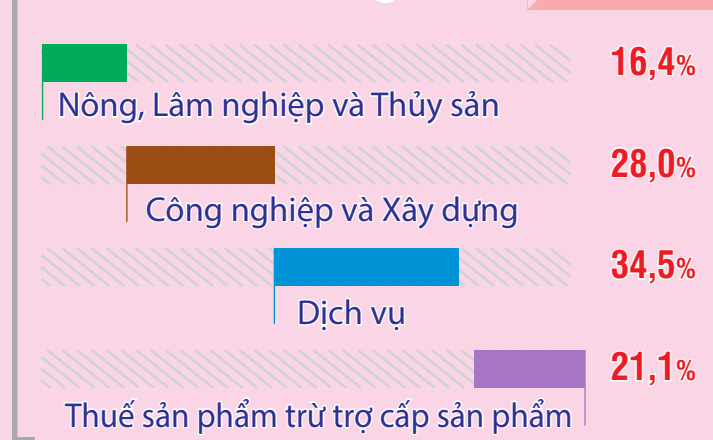 16,4%
Nông, Lâm nghiệp và Thủy sản
28,0%
Công nghiệp và Xây dựng
34,5%
Dịch vụ
21,1%
Thuế sản phẩm trừ trợ cấp sản phẩm